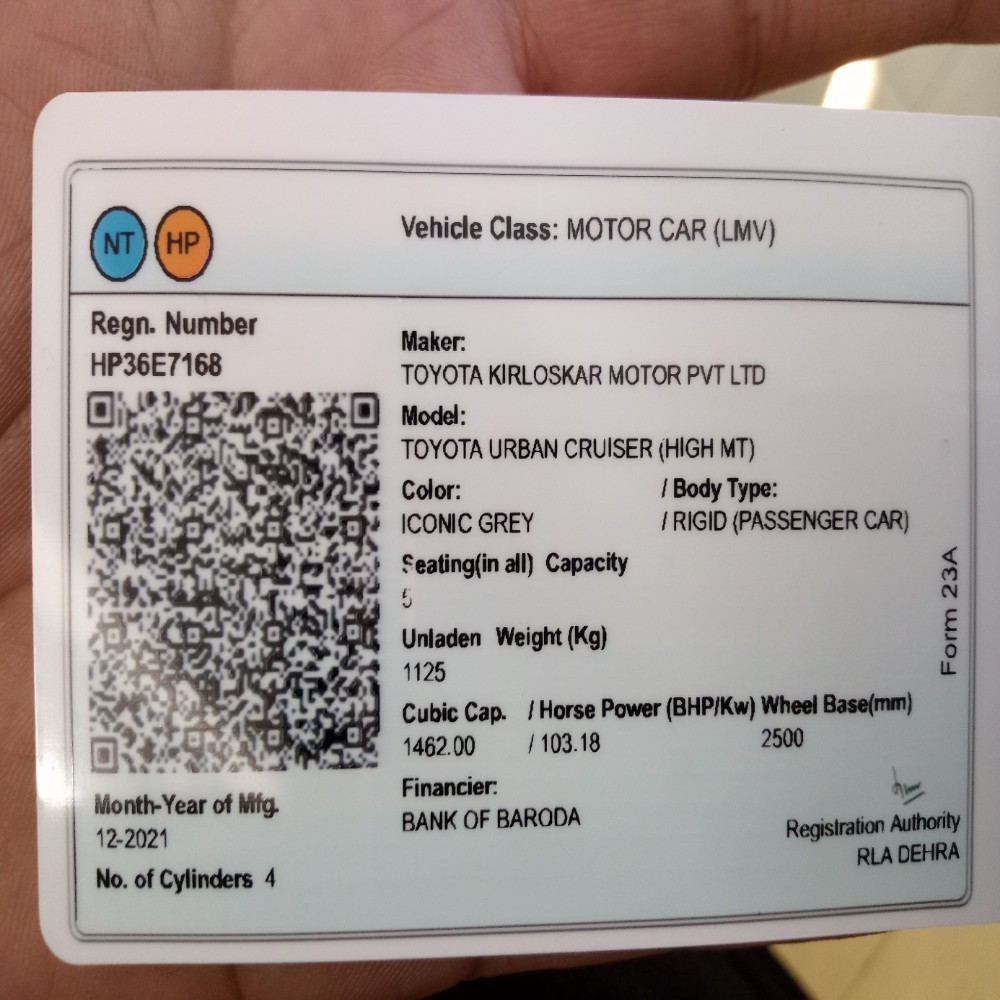 NT HP
Vehicle Class: MOTOR CAR (LMV)
Regn. Number
HP36E7168
Maker:
TOYOTA KIRLOSKAR MOTOR PVT LTD
Model:
TOYOTA URBAN CRUISER (HIGH MT)
Color: / Body Type:
ICONIC GREY / RIGID (PASSENGER CAR)
Seating(in all) Capacity
5
Unladen Weight (Kg)
1125
Cubic Cap. / Horse Power (BHP/Kw) Wheel Base(mm)
1462.00 / 103.18 2500
Financier:
BANK OF BARODA
Month-Year of Mfg.
12-2021
No. of Cylinders 4
Form 23A
Registration Authority
RLA DEHRA